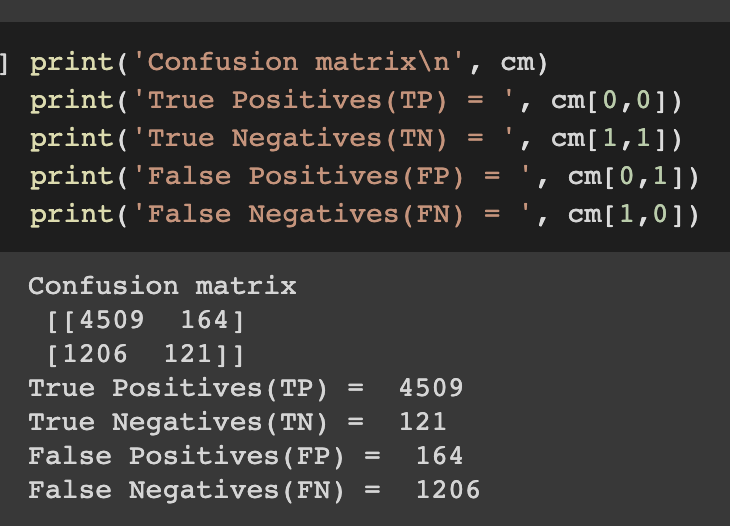 ] print('Confusion matrix\n', cm)
print('True Positives(TP) = ', cm[0,0])
print('True Negatives(TN) = ', cm[1,1])
print('False Positives(FP) = ', cm[0,1])
print('False Negatives(FN) = ', cm[1,0])
Confusion matrix
 [[4509  164]
 [1206  121]]
True Positives(TP) =  4509
True Negatives(TN) =  121
False Positives(FP) =  164
False Negatives(FN) =  1206